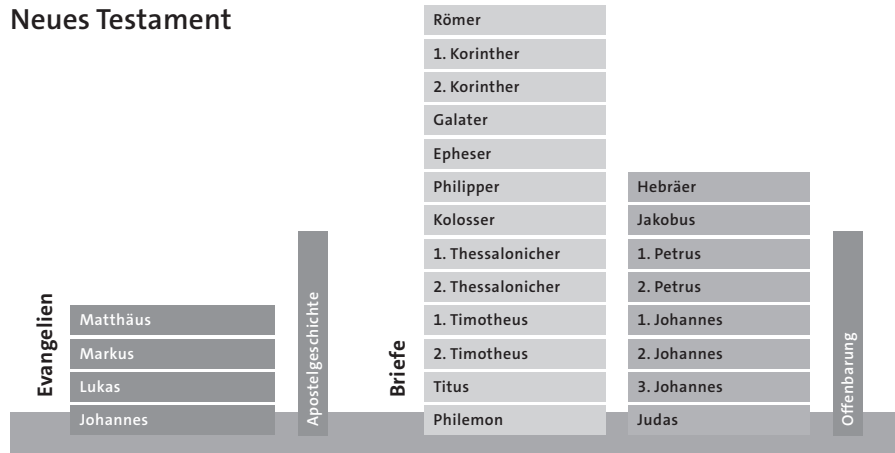 Neues Testament
Evangelien
Matthäus
Markus
Lukas
Johannes
Apostelgeschichte
Briefe
Römer
1. Korinther
2. Korinther
Galater
Epheser
Philipper
Kolosser
1. Thessalonicher
2. Thessalonicher
1. Timotheus
2. Timotheus
Titus
Philemon
Hebräer
Jakobus
1. Petrus
2. Petrus
1. Johannes
2. Johannes
3. Johannes
Judas
Offenbarung